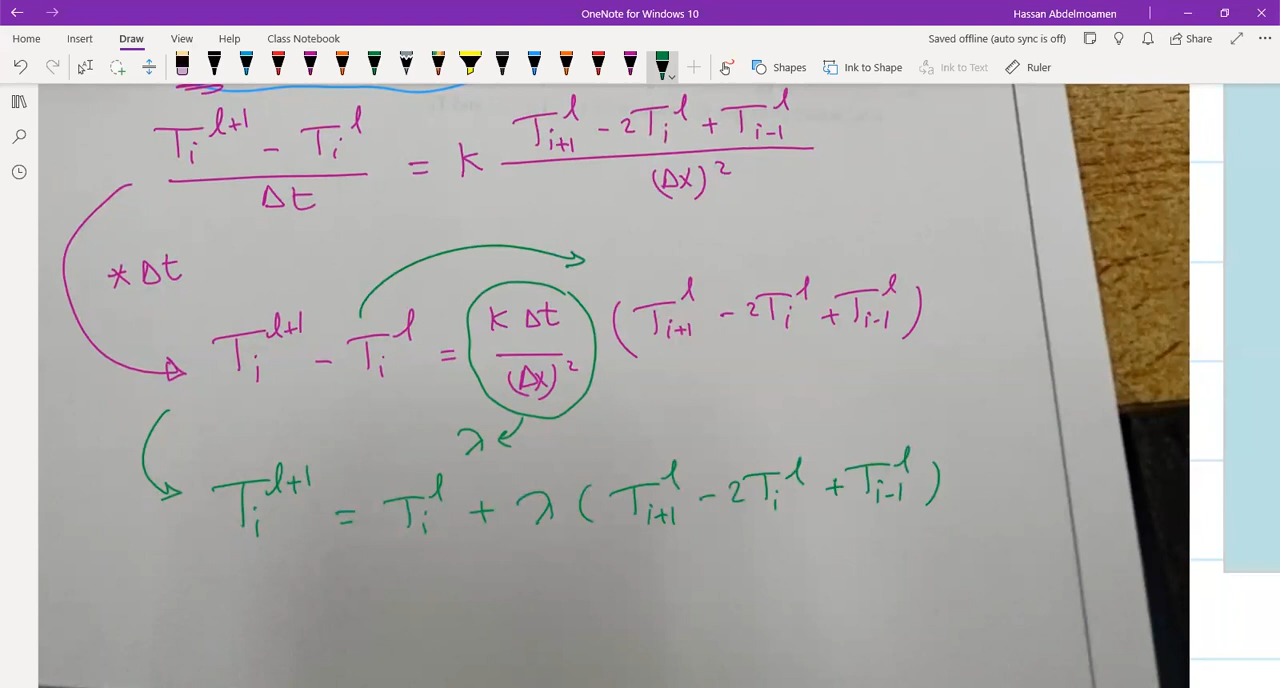 OneNote for Windows 10
Hassan Abdelmoamen
Home Insert Draw View Help Class Notebook
Saved offline (auto sync is off) Share
Shapes Ink to Shape Ink to Text Ruler
(T_i^{l+1} - T_i^l) / Δt = k (T_{i+1}^l - 2T_i^l + T_{i-1}^l) / (Δx)^2
* Δt
T_i^{l+1} - T_i^l = k Δt / (Δx)^2 (T_{i+1}^l - 2T_i^l + T_{i-1}^l)
λ
T_i^{l+1} = T_i^l + λ (T_{i+1}^l - 2T_i^l + T_{i-1}^l)